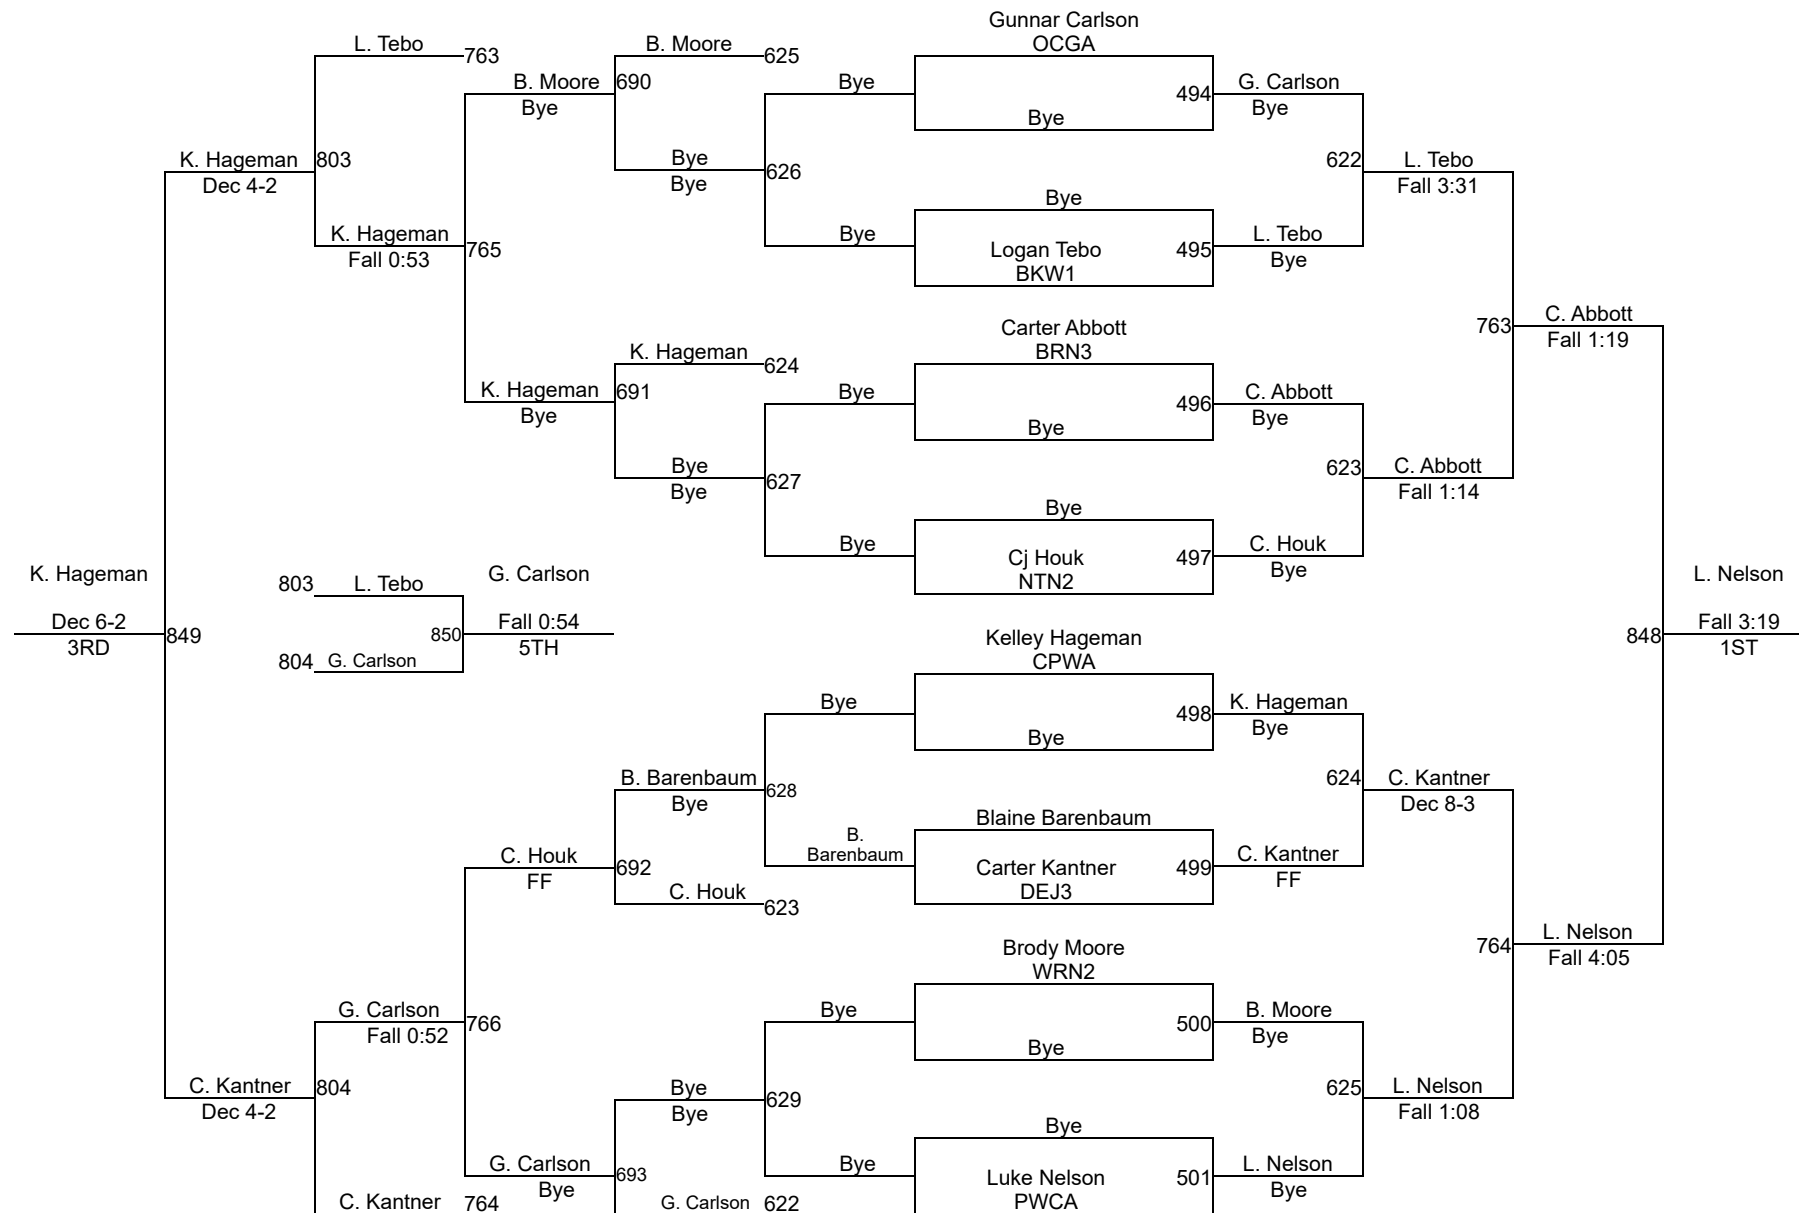 Gunnar Carlson
OCGA
L. Tebo
763
B. Moore
625
B. Moore
690
Bye
Bye
494
G. Carlson
Bye
Bye
K. Hageman
803
Dec 4-2
Bye
Bye
626
Bye
622
L. Tebo
Fall 3:31
K. Hageman
Fall 0:53
765
Bye
Logan Tebo
BKW1
495
L. Tebo
Bye
Carter Abbott
BRN3
763
C. Abbott
Fall 1:19
K. Hageman
624
K. Hageman
691
Bye
Bye
496
C. Abbott
Bye
Bye
Bye
Bye
627
623
C. Abbott
Fall 1:14
Bye
Bye
Cj Houk
NTN2
497
C. Houk
Bye
K. Hageman
Dec 6-2
3RD
849
803
L. Tebo
850
804
G. Carlson
G. Carlson
Fall 0:54
5TH
L. Nelson
848
Fall 3:19
1ST
Kelley Hageman
CPWA
Bye
498
K. Hageman
Bye
Bye
B. Barenbaum
Bye
628
624
C. Kantner
Dec 8-3
Blaine Barenbaum
B.
Barenbaum
Carter Kantner
DEJ3
499
C. Kantner
FF
C. Houk
FF
692
C. Houk
623
Brody Moore
WRN2
764
L. Nelson
Fall 4:05
G. Carlson
Fall 0:52
766
Bye
500
B. Moore
Bye
Bye
C. Kantner
804
Dec 4-2
Bye
Bye
629
625
L. Nelson
Fall 1:08
Bye
G. Carlson
Bye
693
Bye
Luke Nelson
PWCA
501
L. Nelson
Bye
C. Kantner
764
G. Carlson
622